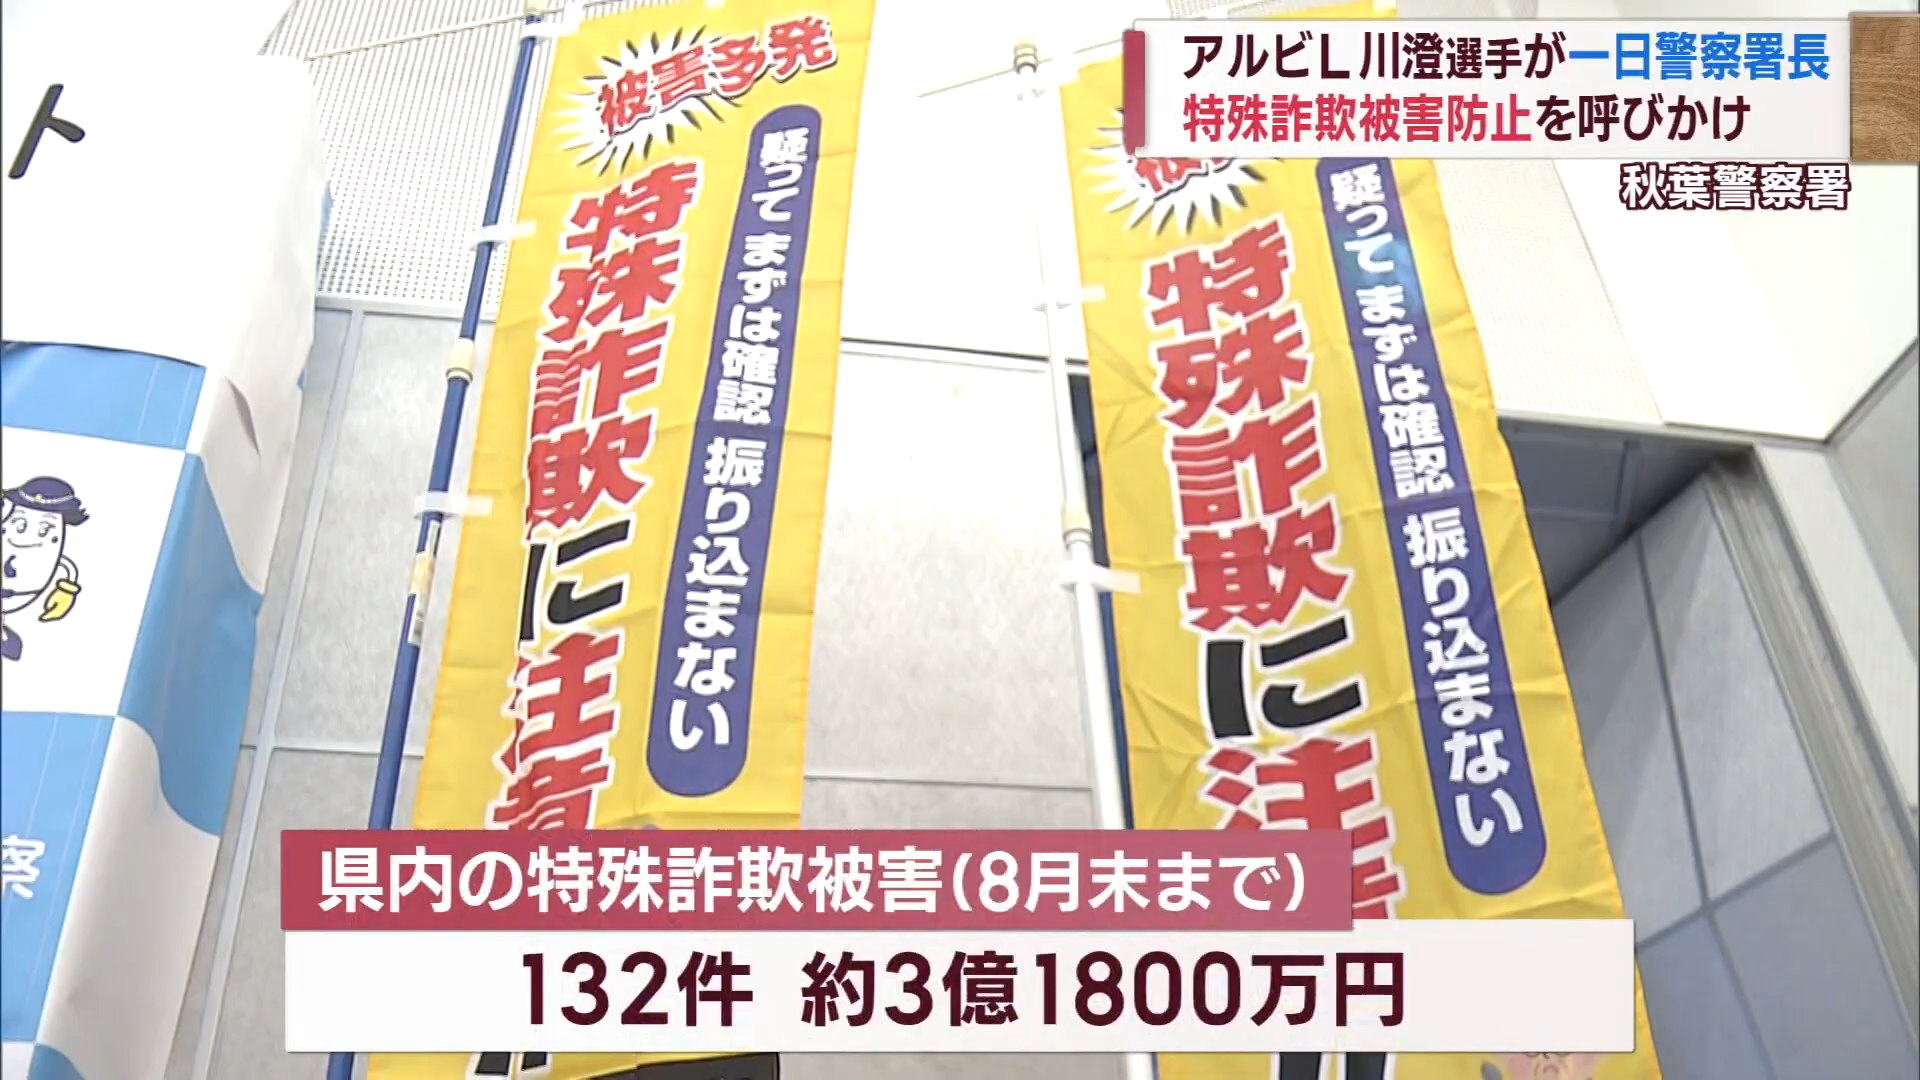 アルビL 川澄選手が一日警察署長
特殊詐欺被害防止を呼びかけ
秋葉警察署
ト
被害多発
疑って まずは確認 振り込まない
特殊詐欺に注意
疑って まずは確認 振り込まない
特殊詐欺に注
察
県内の特殊詐欺被害(8月末まで)
132件 約3億1800万円